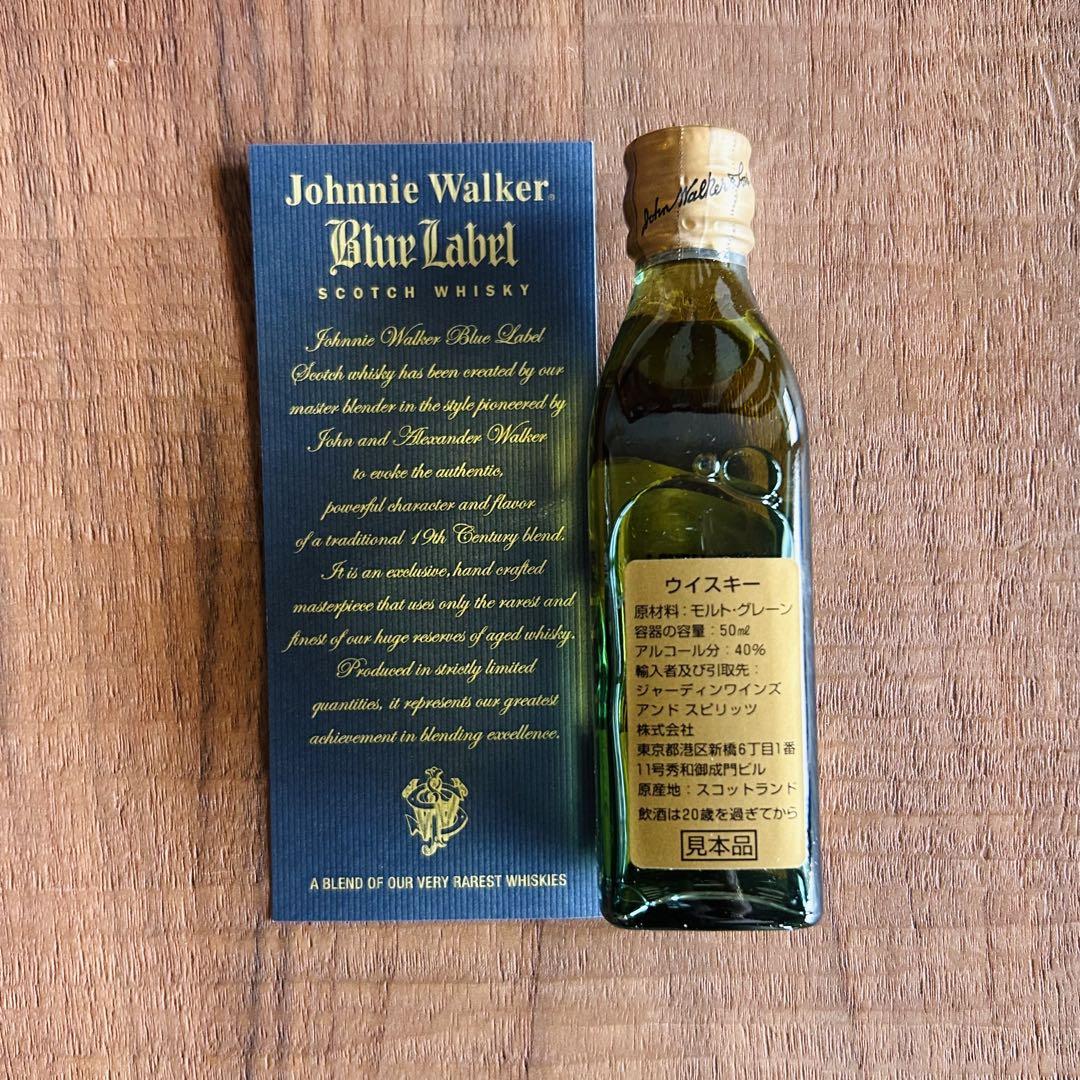 Johnnie Walker®
Blue Label
SCOTCH WHISKY
Johnnie Walker Blue Label
Scotch whisky has been created by our
master blender in the style pioneered by
John and Alexander Walker
to evoke the authentic,
powerful character and flavor
of a traditional 19th Century blend.
It is an exclusive, hand crafted
masterpiece that uses only the rarest and
finest of our huge reserves of aged whisky.
Produced in strictly limited
quantities, it represents our greatest
achievement in blending excellence.
A BLEND OF OUR VERY RAREST WHISKIES
John Walker & Sons
ウイスキー
原材料：モルト・グレーン
容器の容量：50㎖
アルコール分：40%
輸入者及び引取先：
ジャーディンワインズ
アンド スピリッツ
株式会社
東京都港区新橋6丁目1番
11号秀和御成門ビル
原産地：スコットランド
飲酒は20歳を過ぎてから
見本品